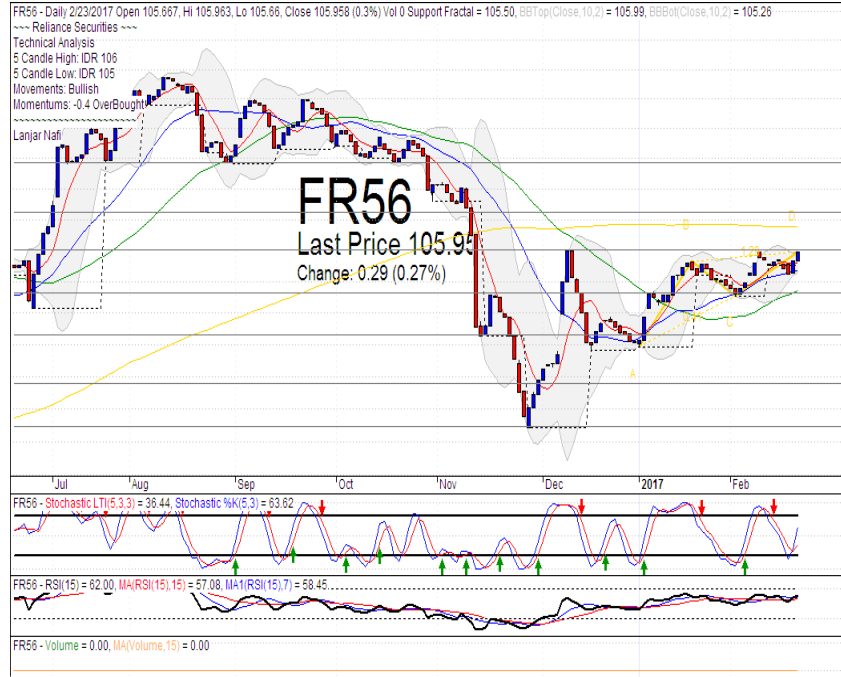 FR56 - Daily 2/23/2017 Open 105.667, Hi 105.963, Lo 105.66, Close 105.958 (0.3%) Vol 0 Support Fractal = 105.50, BBTop(Close,10,2) = 105.99, BBBot(Close,10,2) = 105.26
~~~ Reliance Securities ~~~
Technical Analysis
5 Candle High: IDR 106
5 Candle Low: IDR 105
Movements: Bullish
Momentums: -0.4 OverBought
Lanjar Nafi
FR56
Last Price 105.95
Change: 0.29 (0.27%)
B
D
1.29
C
A
Jul Aug Sep Oct Nov Dec 2017 Feb
FR56 - Stochastic LTI(5,3,3) = 36.44, Stochastic %K(5,3) = 63.62
FR56 - RSI(15) = 62.00, MA(RSI(15),15) = 57.08, MA1(RSI(15),7) = 58.45
FR56 - Volume = 0.00, MA(Volume,15) = 0.00